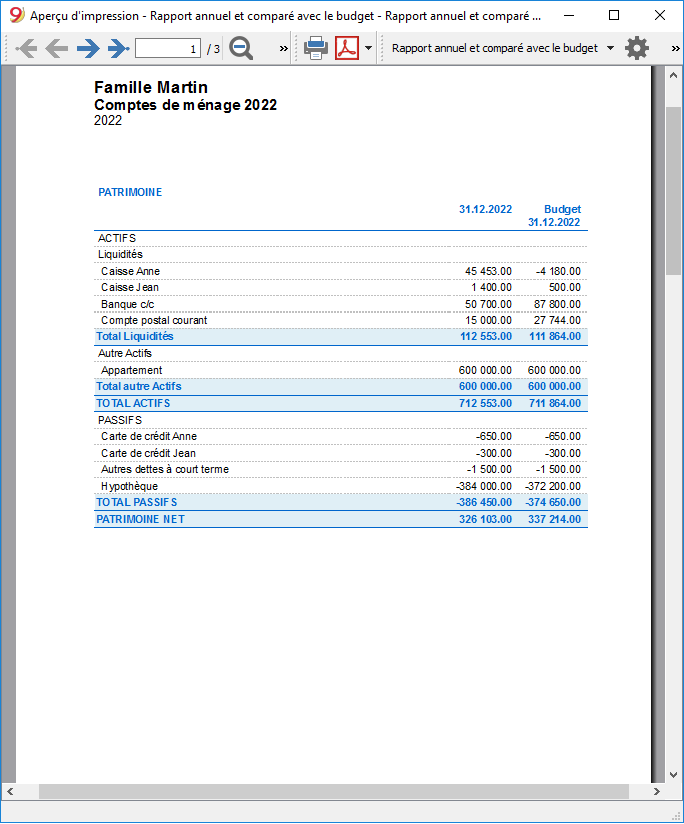 Aperçu d'impression - Rapport annuel et comparé avec le budget - Rapport annuel et comparé ...
1 / 3 » Rapport annuel et comparé avec le budget »
Famille Martin
Comptes de ménage 2022
2022
PATRIMOINE
31.12.2022 Budget
31.12.2022
ACTIFS
Liquidités
Caisse Anne 45 453.00 -4 180.00
Caisse Jean 1 400.00 500.00
Banque c/c 50 700.00 87 800.00
Compte postal courant 15 000.00 27 744.00
Total Liquidités 112 553.00 111 864.00
Autre Actifs
Appartement 600 000.00 600 000.00
Total autre Actifs 600 000.00 600 000.00
TOTAL ACTIFS 712 553.00 711 864.00
PASSIFS
Carte de crédit Anne -650.00 -650.00
Carte de crédit Jean -300.00 -300.00
Autres dettes à court terme -1 500.00 -1 500.00
Hypothèque -384 000.00 -372 200.00
TOTAL PASSIFS -386 450.00 -374 650.00
PATRIMOINE NET 326 103.00 337 214.00